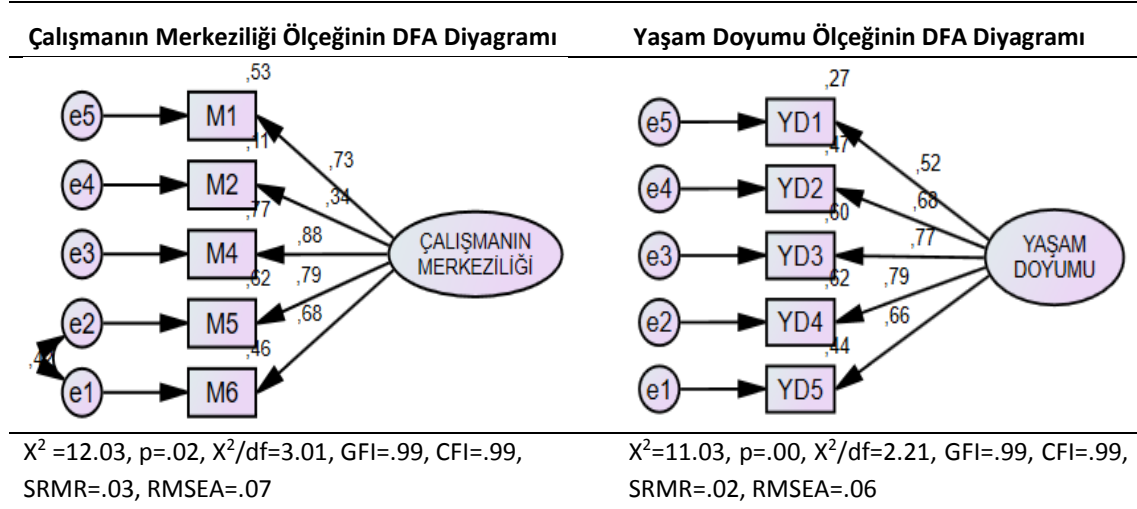 Çalışmanın Merkeziliği Ölçeğinin DFA Diyagramı
,53
e5 M1
,11
,73
e4 M2
,34
,77
e3 M4
,88
ÇALIŞMANIN
MERKEZİLİĞİ
,62
,79
e2 M5
,68
,46
e1 M6
X² =12.03, p=.02, X²/df=3.01, GFI=.99, CFI=.99,
SRMR=.03, RMSEA=.07
Yaşam Doyumu Ölçeğinin DFA Diyagramı
,27
e5 YD1
,47
,52
e4 YD2
,68
,60
e3 YD3
,77
YAŞAM
DOYUMU
,62
,79
e2 YD4
,66
,44
e1 YD5
X²=11.03, p=.00, X²/df=2.21, GFI=.99, CFI=.99,
SRMR=.02, RMSEA=.06